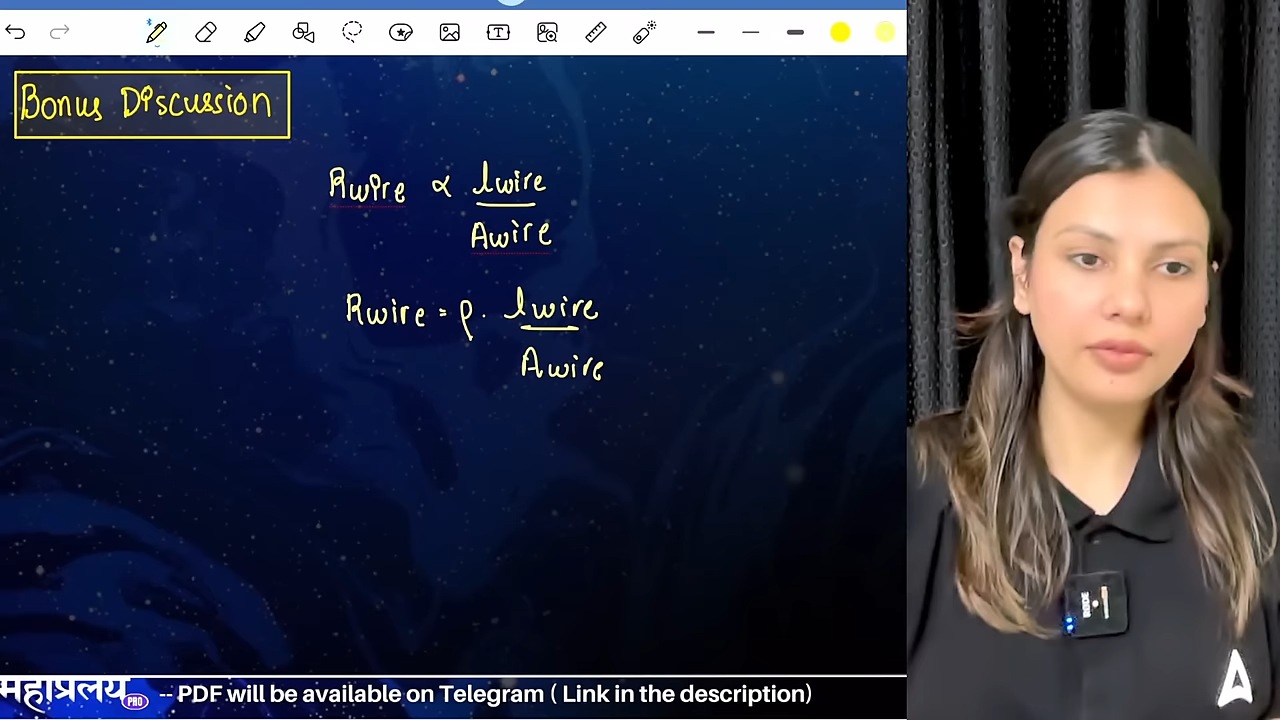 Bonus Discussion
Rwire ∝ lwire
Awire
Rwire = ρ. lwire
Awire
महाप्रलय PRO -- PDF will be available on Telegram ( Link in the description)
RØDE